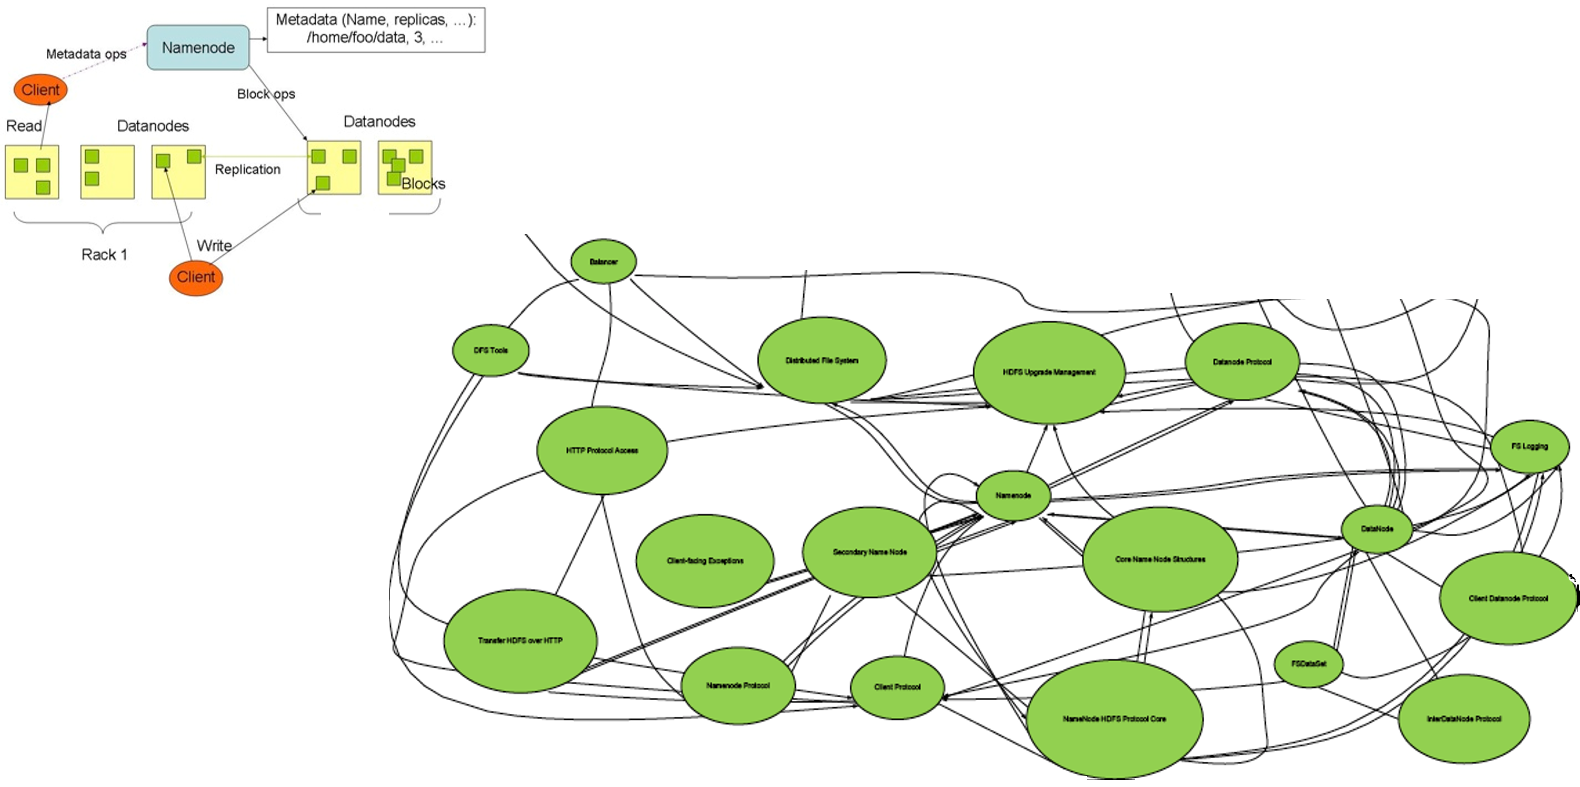 Metadata (Name, replicas, ...):
/home/foo/data, 3, ...
Namenode
Metadata ops
Client
Block ops
Read
Datanodes
Datanodes
Replication
Blocks
Rack 1
Write
Client
Balancer
DFS Tools
Distributed File System
HDFS Upgrade Management
Datanode Protocol
HTTP Protocol Access
FS Logging
Namenode
DataNode
Secondary Name Node
Client-facing Exceptions
Core Name Node Structures
Client Datanode Protocol
Transfer HDFS over HTTP
FSDataSet
Namenode Protocol
Client Protocol
NameNode HDFS Protocol Core
InterDataNode Protocol